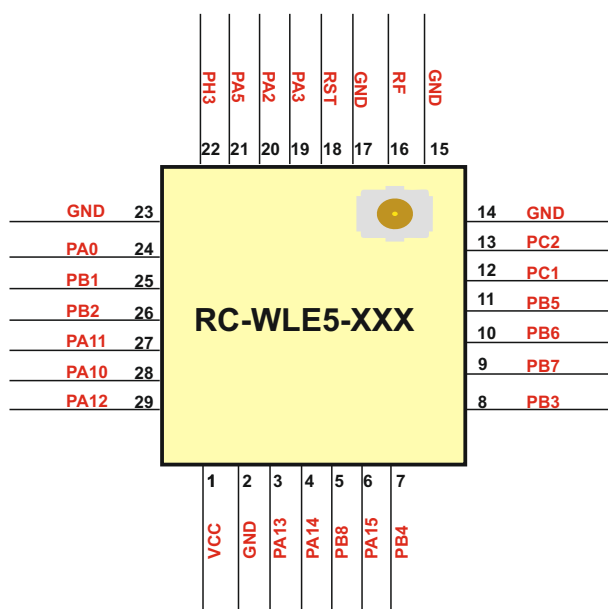 PH3 PA5 PA2 PA3 RST GND RF GND
22 21 20 19 18 17 16 15
GND 23
PA0 24
PB1 25
PB2 26
PA11 27
PA10 28
PA12 29
RC-WLE5-XXX
14 GND
13 PC2
12 PC1
11 PB5
10 PB6
9 PB7
8 PB3
1 2 3 4 5 6 7
VCC GND PA13 PA14 PB8 PA15 PB4